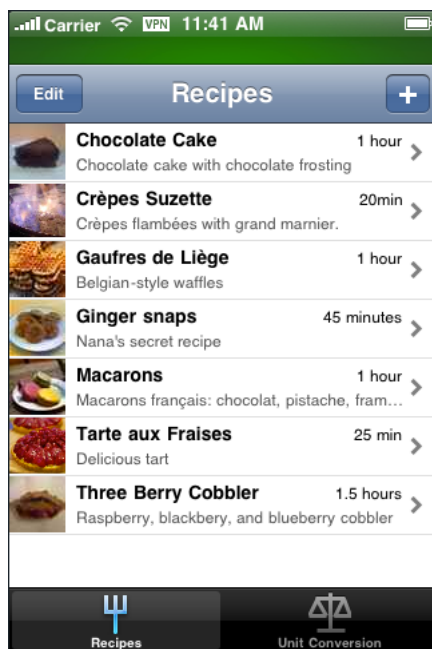 Carrier VPN 11:41 AM
Edit Recipes +
Chocolate Cake 1 hour
Chocolate cake with chocolate frosting
Crèpes Suzette 20min
Crèpes flambées with grand marnier.
Gaufres de Liège 1 hour
Belgian-style waffles
Ginger snaps 45 minutes
Nana's secret recipe
Macarons 1 hour
Macarons français: chocolat, pistache, fram...
Tarte aux Fraises 25 min
Delicious tart
Three Berry Cobbler 1.5 hours
Raspberry, blackbery, and blueberry cobbler
Recipes Unit Conversion